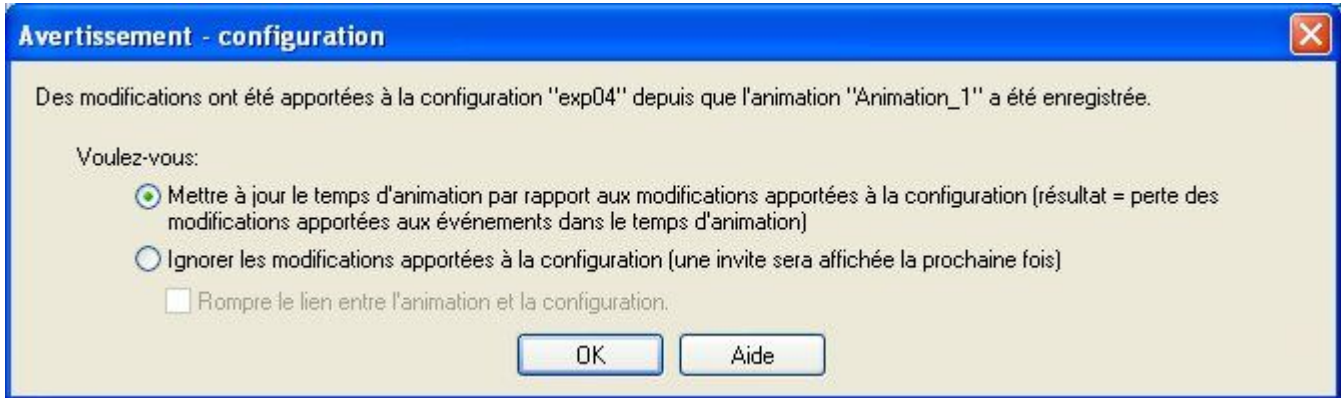 Avertissement - configuration
Des modifications ont été apportées à la configuration "exp04" depuis que l'animation "Animation_1" a été enregistrée.
Voulez-vous:
Mettre à jour le temps d'animation par rapport aux modifications apportées à la configuration (résultat = perte des
modifications apportées aux événements dans le temps d'animation)
Ignorer les modifications apportées à la configuration (une invite sera affichée la prochaine fois)
Rompre le lien entre l'animation et la configuration.
OK Aide